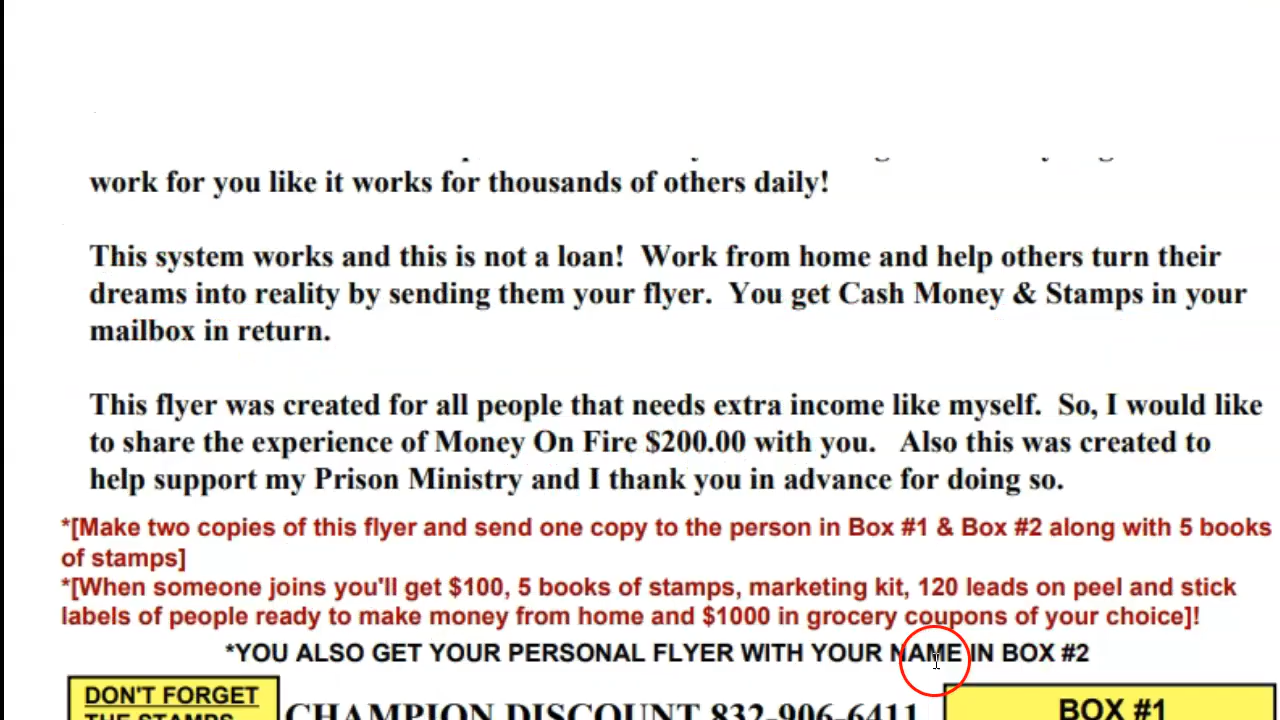 work for you like it works for thousands of others daily!
This system works and this is not a loan! Work from home and help others turn their
dreams into reality by sending them your flyer. You get Cash Money & Stamps in your
mailbox in return.
This flyer was created for all people that needs extra income like myself. So, I would like
to share the experience of Money On Fire $200.00 with you. Also this was created to
help support my Prison Ministry and I thank you in advance for doing so.
*[Make two copies of this flyer and send one copy to the person in Box #1 & Box #2 along with 5 books
of stamps]
*[When someone joins you'll get $100, 5 books of stamps, marketing kit, 120 leads on peel and stick
labels of people ready to make money from home and $1000 in grocery coupons of your choice]!
*YOU ALSO GET YOUR PERSONAL FLYER WITH YOUR NAME IN BOX #2
DON'T FORGET
THE STAMPS
CHAMPION DISCOUNT 832-906-6411
BOX #1